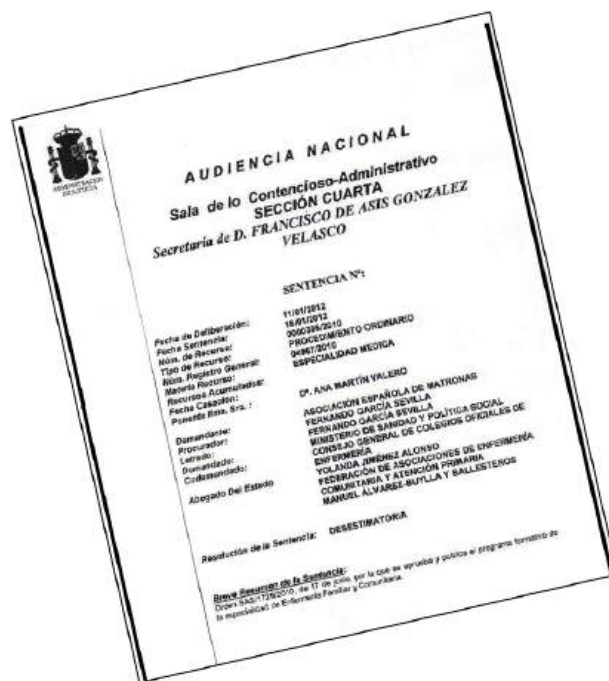 ADMINISTRACION
DE JUSTICIA
AUDIENCIA NACIONAL
Sala de lo Contencioso-Administrativo
SECCIÓN CUARTA
Secretaría de D. FRANCISCO DE ASIS GONZALEZ
VELASCO
SENTENCIA Nº:
Fecha de Deliberación: 11/01/2012
Fecha Sentencia: 18/01/2012
Núm. de Recurso: /2010
Tipo de Recurso: PROCEDIMIENTO ORDINARIO
Núm. Registro General: /2010
Materia Recurso: ESPECIALIDAD MEDICA
Recursos Acumulados:
Fecha Casación:
Ponente Ilma. Sra. : Dª. ANA MARTÍN VALERO
Demandante: ASOCIACIÓN ESPAÑOLA DE MATRONAS
Procurador: FERNANDO GARCÍA SEVILLA
Letrado: FERNANDO GARCÍA SEVILLA
Demandado: MINISTERIO DE SANIDAD Y POLÍTICA SOCIAL
Codemandado: CONSEJO GENERAL DE COLEGIOS OFICIALES DE
ENFERMERÍA
YOLANDA JIMÉNEZ ALONSO
FEDERACIÓN DE ASOCIACIONES DE ENFERMERÍA
COMUNITARIA Y ATENCIÓN PRIMARIA
MANUEL ÁLVAREZ-BUYLLA Y BALLESTEROS
Abogado Del Estado
Resolución de la Sentencia: DESESTIMATORIA
Breve Resumen de la Sentencia:
Orden SAS/1729/2010, de 17 de junio, por la que se aprueba y publica el programa formativo de
la especialidad de Enfermería Familiar y Comunitaria.